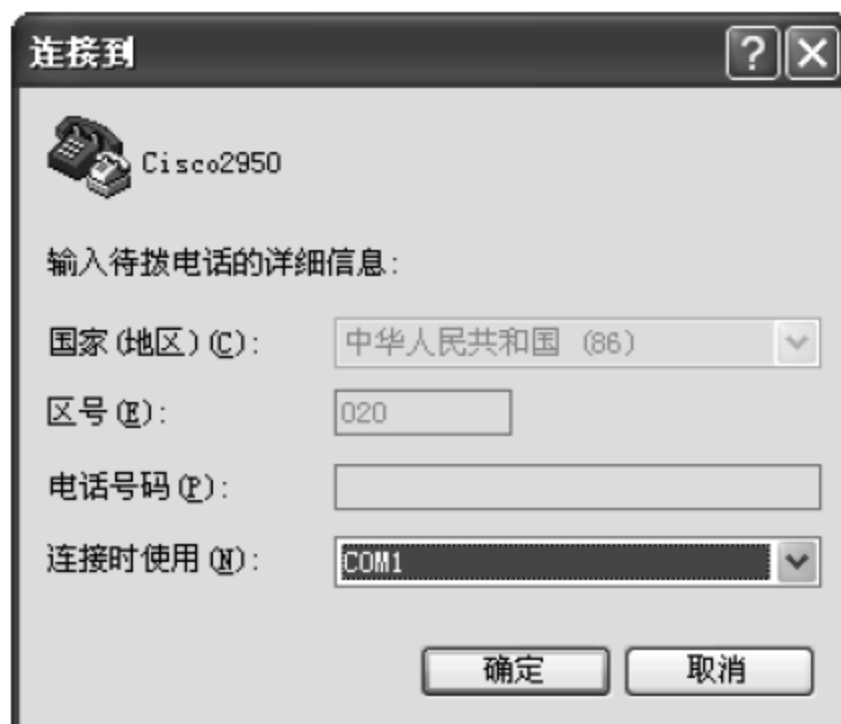 连接到
Cisco2950
输入待拨电话的详细信息:
国家(地区)(C): 中华人民共和国 (86)
区号(E): 020
电话号码(P):
连接时使用(N): COM1
确定 取消